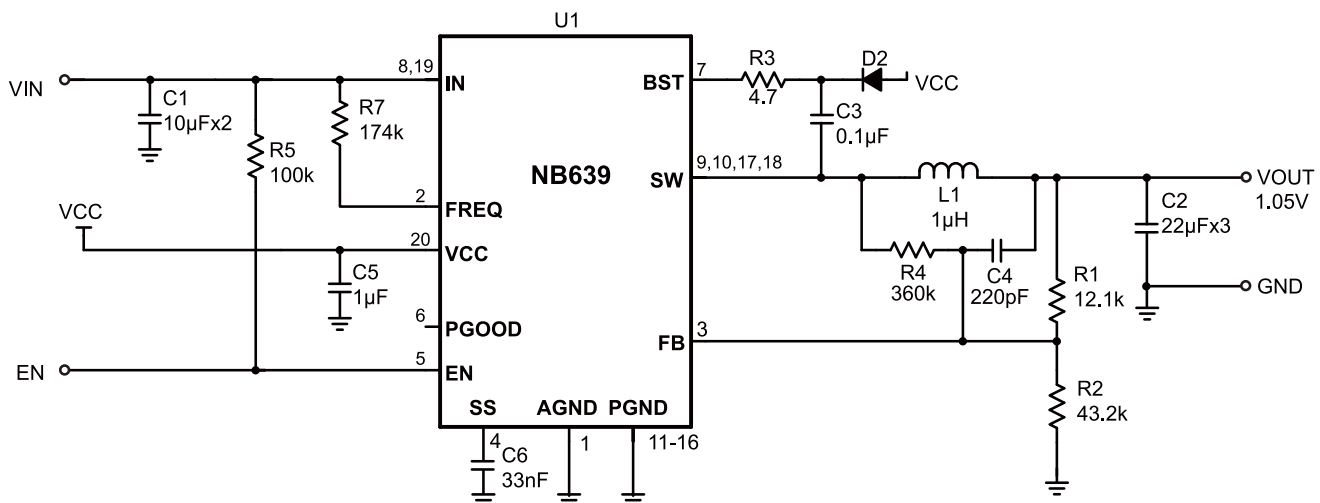 U1
VIN
C1
10µFx2
R5
100k
R7
174k
8,19
IN
2
FREQ
VCC
20
VCC
C5
1µF
6
PGOOD
EN
5
EN
NB639
SS
4
C6
33nF
AGND
1
PGND
11-16
BST
7
R3
4.7
D2
VCC
C3
0.1µF
SW
9,10,17,18
L1
1µH
R4
360k
C4
220pF
R1
12.1k
C2
22µFx3
VOUT
1.05V
GND
FB
3
R2
43.2k